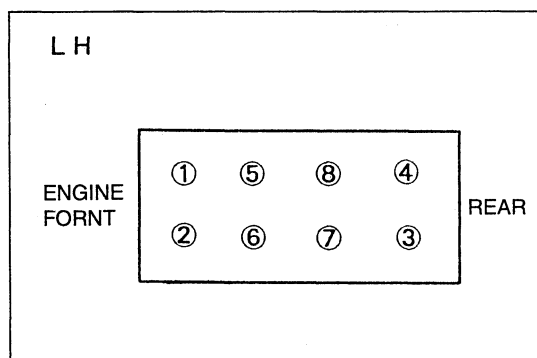 L H
① ⑤ ⑧ ④
ENGINE
FORNT
REAR
② ⑥ ⑦ ③